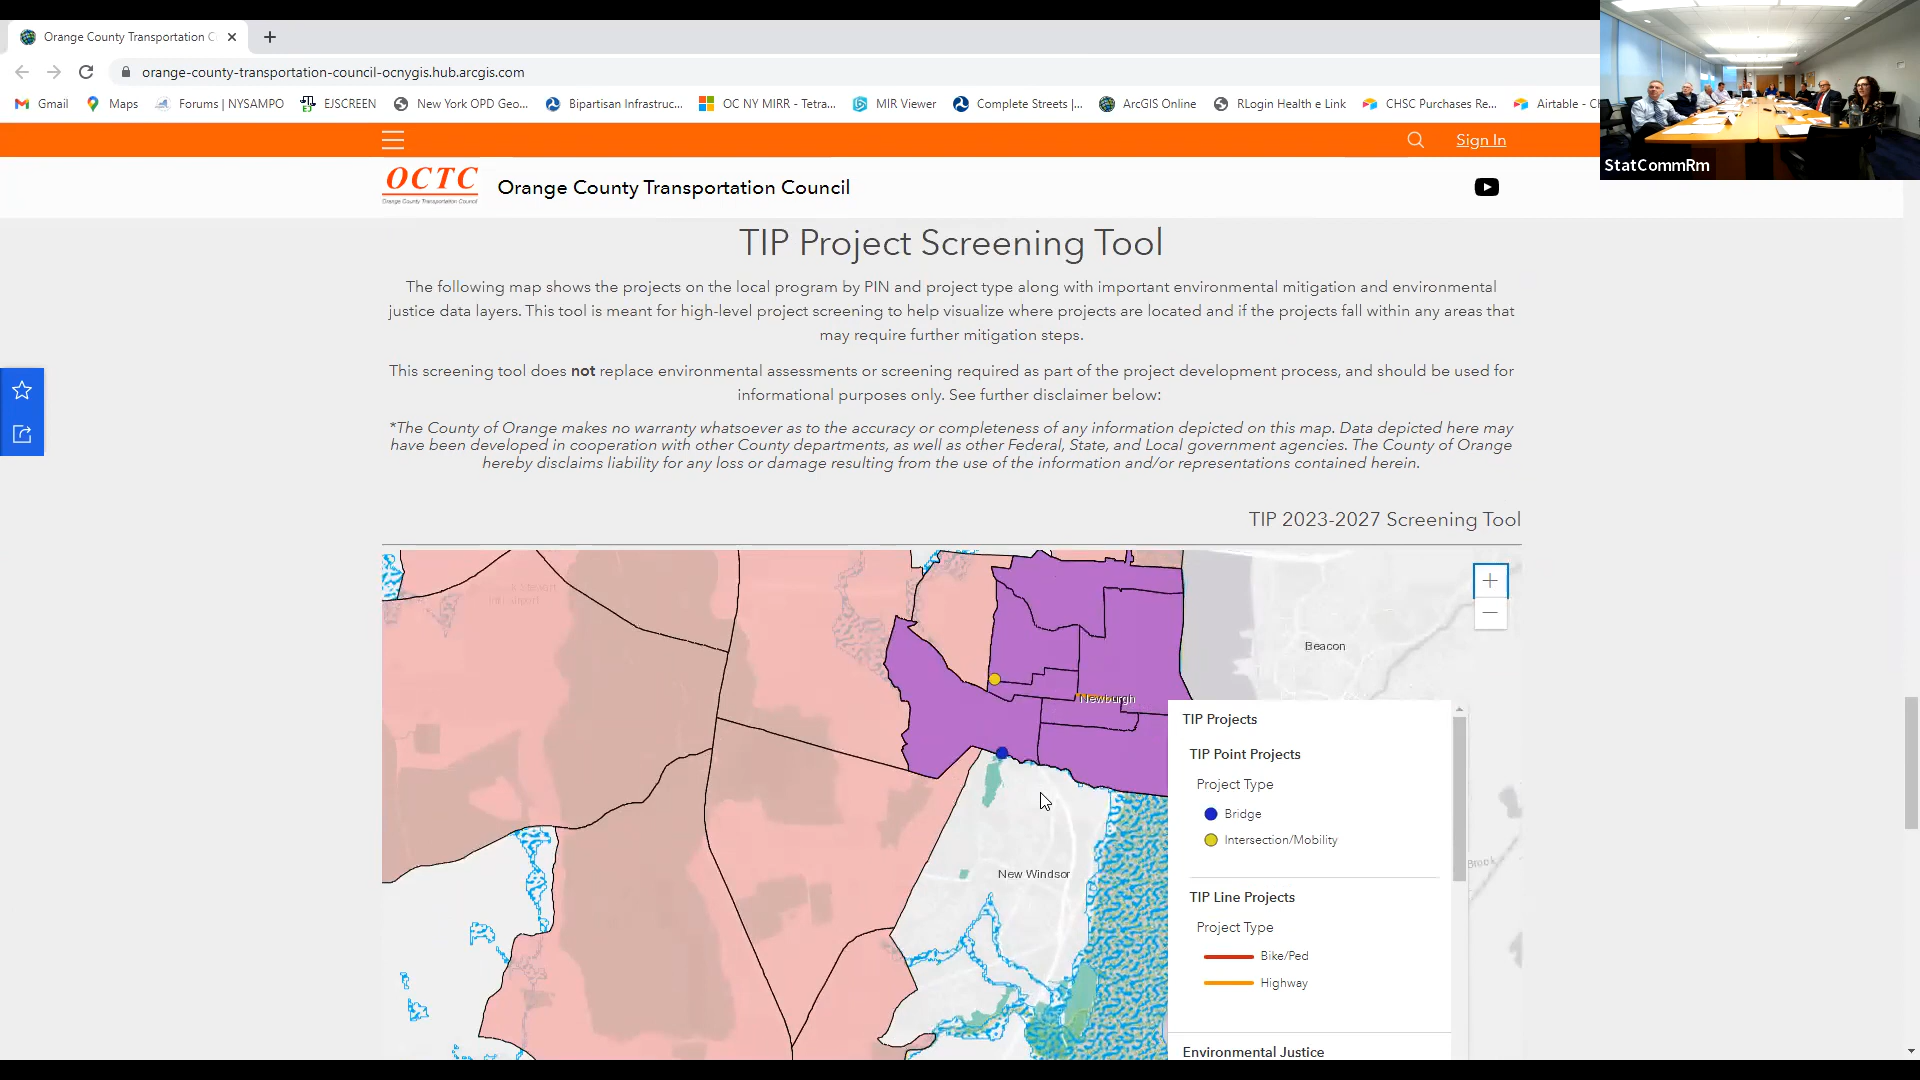 Orange County Transportation C
orange-county-transportation-council-ocnygis.hub.arcgis.com
Gmail Maps Forums | NYSAMPO EJSCREEN New York OPD Geo... Bipartisan Infrastruc... OC NY MIRR - Tetra... MIR Viewer Complete Streets |... ArcGIS Online RLogin Health e Link CHSC Purchases Re... Airtable - CH
StatCommRm
Sign In
OCTC
Orange County Transportation Council
Orange County Transportation Council
TIP Project Screening Tool
The following map shows the projects on the local program by PIN and project type along with important environmental mitigation and environmental
justice data layers. This tool is meant for high-level project screening to help visualize where projects are located and if the projects fall within any areas that
may require further mitigation steps.
This screening tool does not replace environmental assessments or screening required as part of the project development process, and should be used for
informational purposes only. See further disclaimer below:
*The County of Orange makes no warranty whatsoever as to the accuracy or completeness of any information depicted on this map. Data depicted here may
have been developed in cooperation with other County departments, as well as other Federal, State, and Local government agencies. The County of Orange
hereby disclaims liability for any loss or damage resulting from the use of the information and/or representations contained herein.
TIP 2023-2027 Screening Tool
Beacon
Newburgh
New Windsor
Brook
TIP Projects
TIP Point Projects
Project Type
Bridge
Intersection/Mobility
TIP Line Projects
Project Type
Bike/Ped
Highway
Environmental Justice